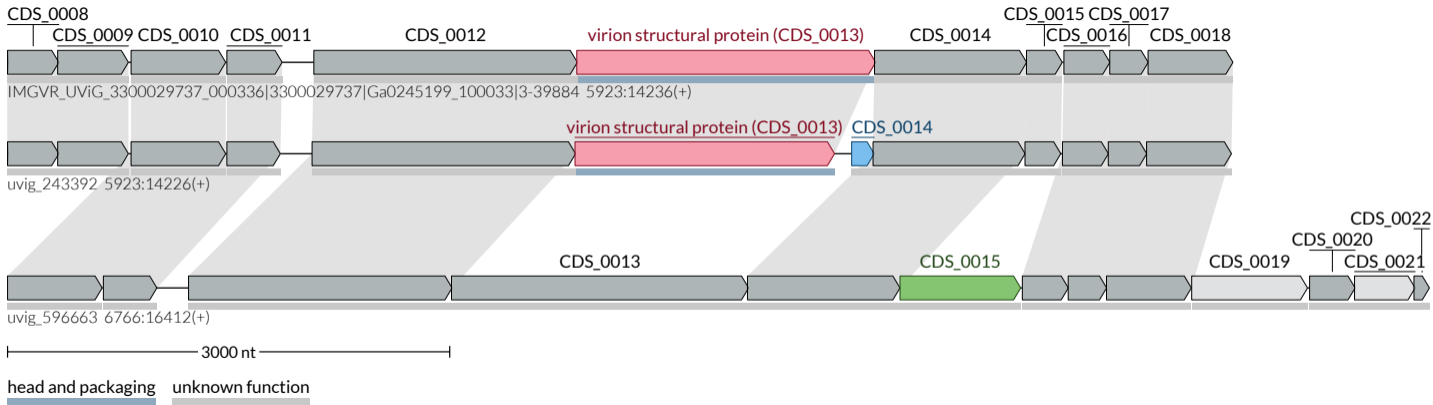 CDS_0008 CDS_0015 CDS_0017
CDS_0009 CDS_0010 CDS_0011 CDS_0012 virion structural protein (CDS_0013) CDS_0014 CDS_0016 CDS_0018
IMGVR_UViG_3300029737_000336|3300029737|Ga0245199_100033|3-39884 5923:14236(+)
virion structural protein (CDS_0013) CDS_0014
uvig_243392 5923:14226(+)
CDS_0022
CDS_0020
CDS_0013 CDS_0015 CDS_0019 CDS_0021
uvig_596663 6766:16412(+)
3000 nt
head and packaging unknown function